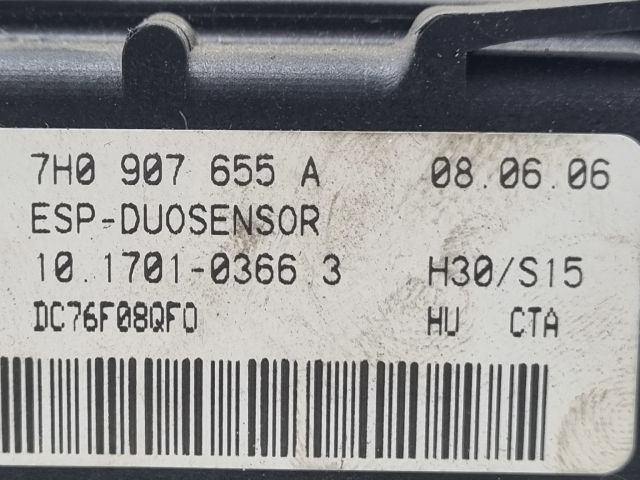 7H0 907 655 A 08.06.06
ESP-DUOSENSOR
10.1701-0366 3 H30/S15
DC76F08QF0 HU CTA